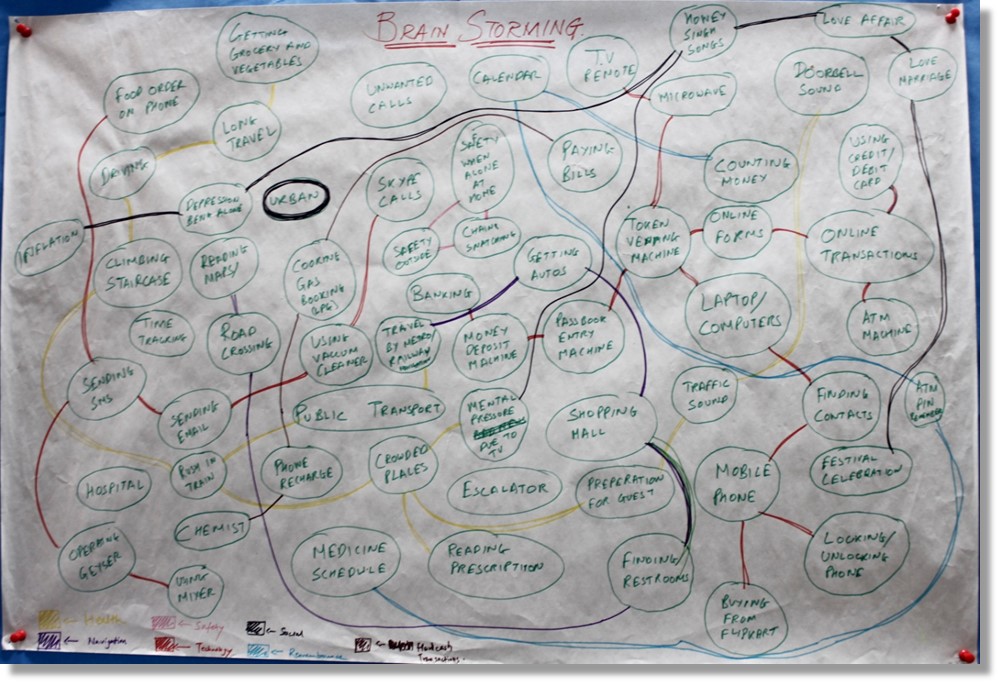 BRAIN STORMING.
GETTING
GROCERY AND
VEGETABLES
FOOD ORDER
ON PHONE
LONG
TRAVEL
UNWANTED
CALLS
CALENDAR
T.V
REMOTE
HONEY
SINGH
SONGS
LOVE AFFAIR
LOVE
MARRIAGE
MICROWAVE
DOORBELL
SOUND
DRIVING
DEPRESSION
BEING ALONE
URBAN
SKYPE
CALLS
SAFETY
WHEN
ALONE
AT
HOME
PAYING
BILLS
COUNTING
MONEY
USING
CREDIT/
DEBIT
CARD
INFLATION
CLIMBING
STAIRCASE
READING
MAPS/
COOKING
GAS
BOOKING
(LPG)
SAFETY
OUTSIDE
CHAIN
SNATCHING
GETTING
AUTOS
TOKEN
VENDING
MACHINE
ONLINE
FORMS
ONLINE
TRANSACTIONS
BANKING
LAPTOP/
COMPUTERS
ATM
MACHINE
TIME
TRACKING
ROAD
CROSSING
USING
VACCUM
CLEANER
TRAVEL
BY METRO/
RAILWAY
MONEY
DEPOSIT
MACHINE
PASSBOOK
ENTRY
MACHINE
SENDING
SMS
SENDING
EMAIL
PUBLIC TRANSPORT
MENTAL
PRESSURE
DUE TO
TV
SHOPPING
MALL
TRAFFIC
SOUND
FINDING
CONTACTS
ATM
PIN
HOSPITAL
RUSH IN
TRAIN
PHONE
RECHARGE
CROWDED
PLALES
ESCALATOR
PREPARATION
FOR GUEST
MOBILE
PHONE
FESTIVAL
CELEBRATION
CHEMIST
OPERATING
GEYSER
USING
MIXER
MEDICINE
SCHEDULE
READING
PRESCRIPTION
FINDING
RESTROOMS
LOCKING/
UNLOCKING
PHONE
BUYING
FROM
FLIPKART
← Health
← Safety
← Social
← Navigation
← Technology
← Remembrance
← Hardcash
Transactions.